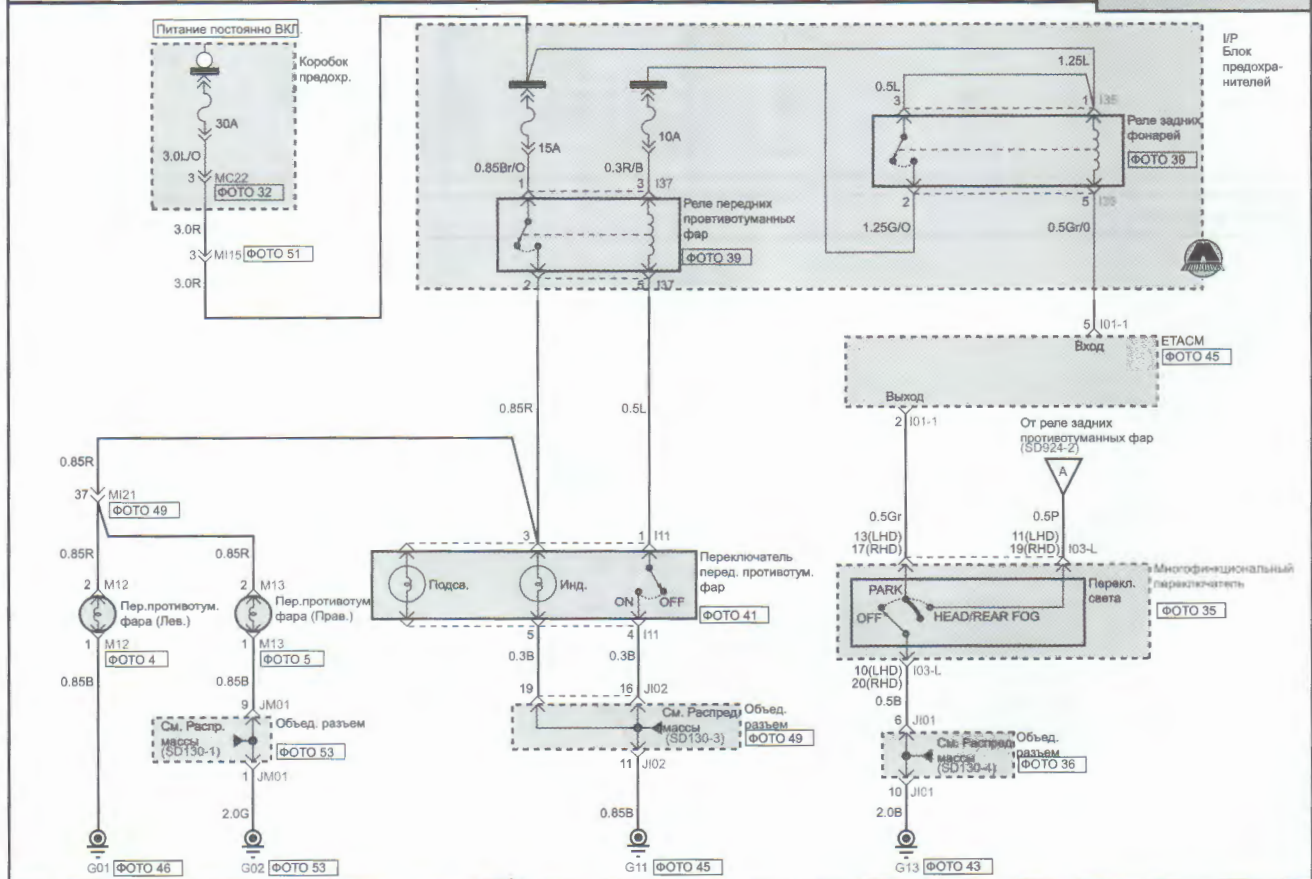 Питание постоянно ВКЛ.
Коробок
предохр.
30A
3.0L/O
3 MC22
ФОТО 32
3.0R
3 MI15 ФОТО 51
3.0R
I/P
Блок
предохра-
нителей
1.25L
0.5L
3 1 I35
15A
10A
Реле задних
фонарей
ФОТО 39
0.85Br/O
0.3R/B
1 3 I37
Реле передних
провтивотуманных
фар
ФОТО 39
2 5 I35
1.25G/O
0.5Gr/0
2 5 I37
5 I01-1
Вход
ETACM
ФОТО 45
Выход
2 I01-1
От реле задних
противотуманных фар
(SD924-2)
A
0.85R
0.5L
0.85R
37 MI21
ФОТО 49
0.5Gr
0.5P
13(LHD)
17(RHD)
11(LHD)
19(RHD) I03-L
0.85R
0.85R
3 1 I11
Переключатель
перед. противотум.
фар
ФОТО 41
Подсв.
Инд.
ON
OFF
Многофинкциональный
переключатель
ФОТО 35
Перекл.
света
PARK
OFF
HEAD/REAR FOG
2 M12
2 M13
Пер.противотум.
фара (Лев.)
Пер.противотум
фара (Прав.)
1 M12
ФОТО 4
1 M13
ФОТО 5
5 4 I11
0.3B
0.3B
10(LHD)
20(RHD)
I03-L
0.5B
0.85B
0.85B
9 JM01
19 16 JI02
6 JI01
См. Распр.
массы
(SD130-1)
Объед. разъем
ФОТО 53
См. Распред
массы
(SD130-3)
Объед.
разъем
ФОТО 49
См. Распред
массы
(SD130-4)
Объед.
разъем
ФОТО 36
1 JM01
11 JI02
10 JI01
2.0G
0.85B
2.0B
G01 ФОТО 46
G02 ФОТО 53
G11 ФОТО 45
G13 ФОТО 43